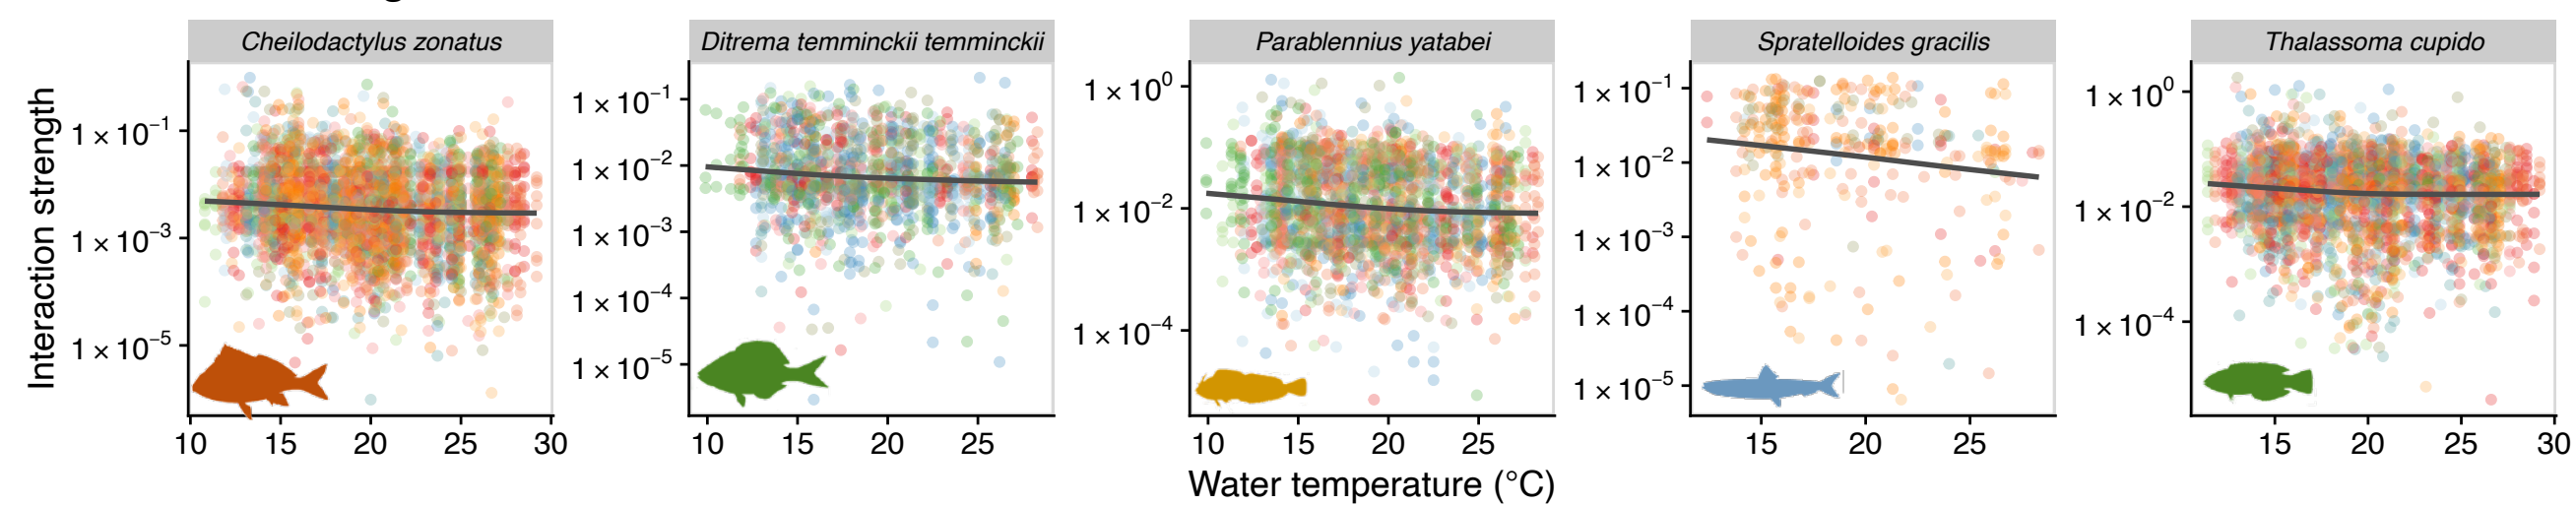 Cheilodactylus zonatus
Ditrema temminckii temminckii
Parablennius yatabei
Spratelloides gracilis
Thalassoma cupido
Interaction strength
1 × 10⁻¹
1 × 10⁻³
1 × 10⁻⁵
10 15 20 25 30
1 × 10⁻¹
1 × 10⁻²
1 × 10⁻³
1 × 10⁻⁴
1 × 10⁻⁵
10 15 20 25
1 × 10⁰
1 × 10⁻²
1 × 10⁻⁴
10 15 20 25
1 × 10⁻¹
1 × 10⁻²
1 × 10⁻³
1 × 10⁻⁴
1 × 10⁻⁵
15 20 25
1 × 10⁰
1 × 10⁻²
1 × 10⁻⁴
15 20 25 30
Water temperature (°C)